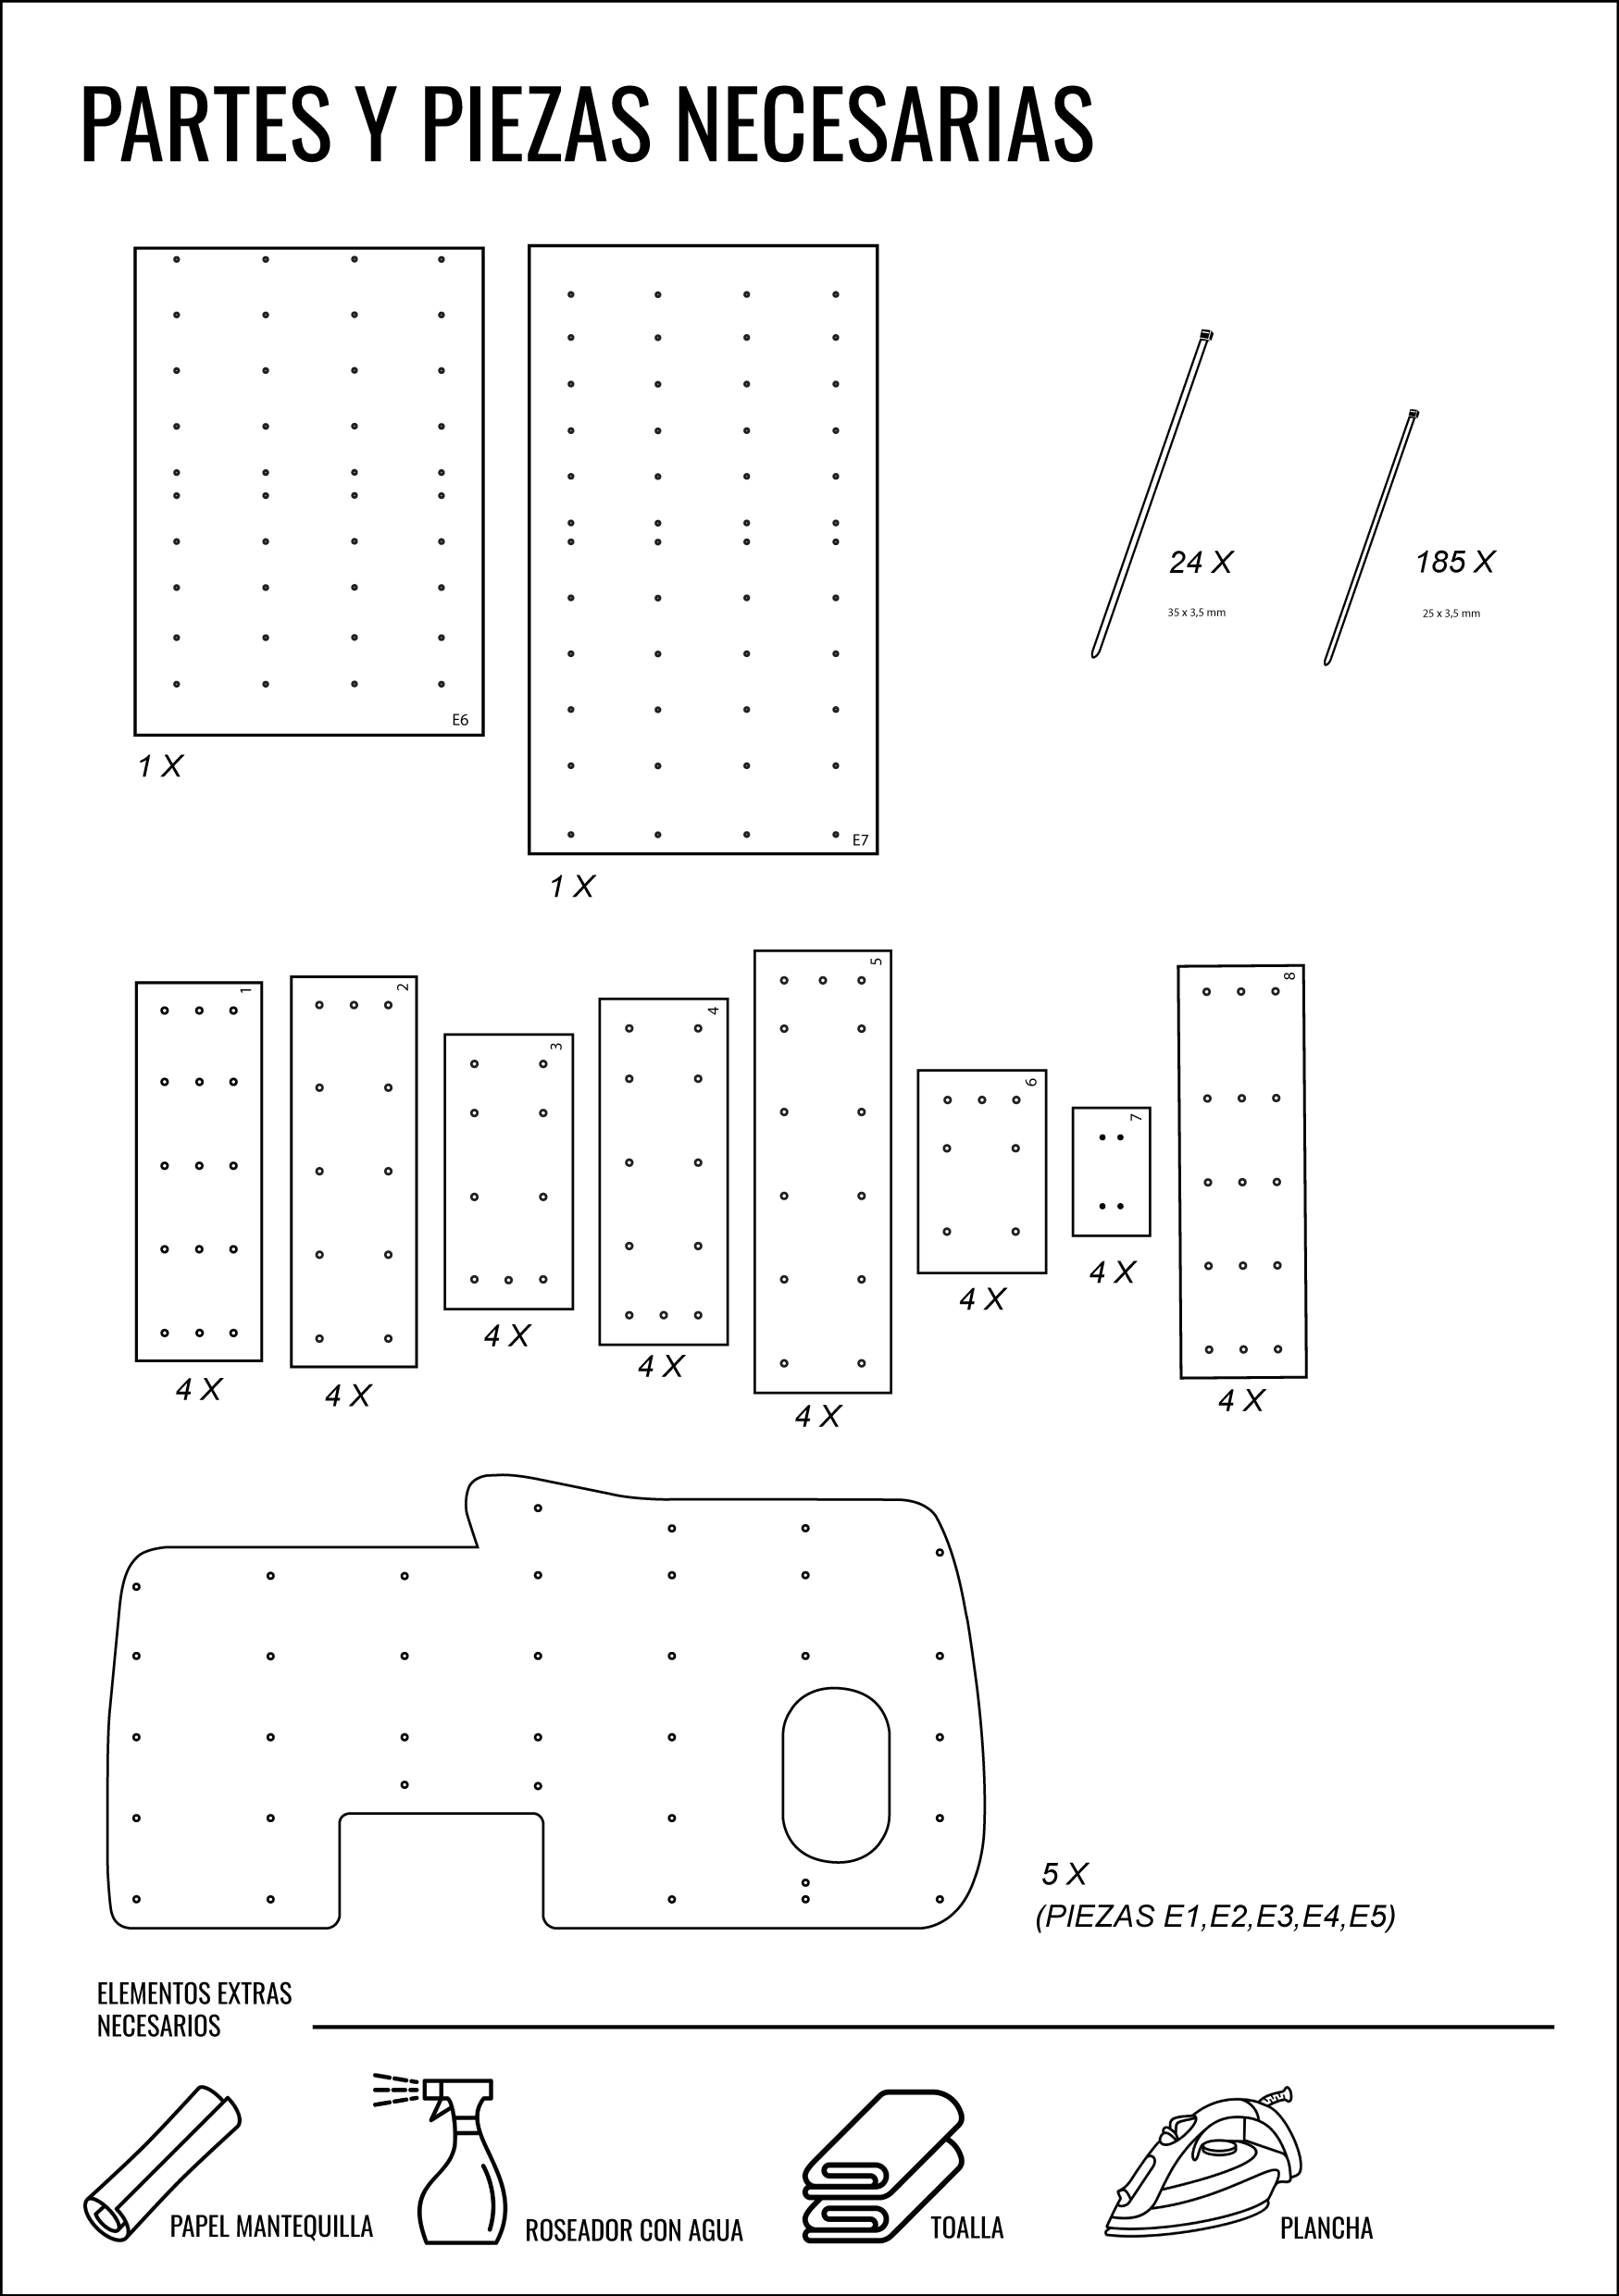 PARTES Y PIEZAS NECESARIAS
E6
1 X
E7
1 X
24 X
35 x 3,5 mm
185 X
25 x 3,5 mm
1
4 X
2
4 X
3
4 X
4
4 X
5
4 X
6
4 X
7
4 X
8
4 X
5 X
(PIEZAS E1,E2,E3,E4,E5)
ELEMENTOS EXTRAS
NECESARIOS
PAPEL MANTEQUILLA
ROSEADOR CON AGUA
TOALLA
PLANCHA